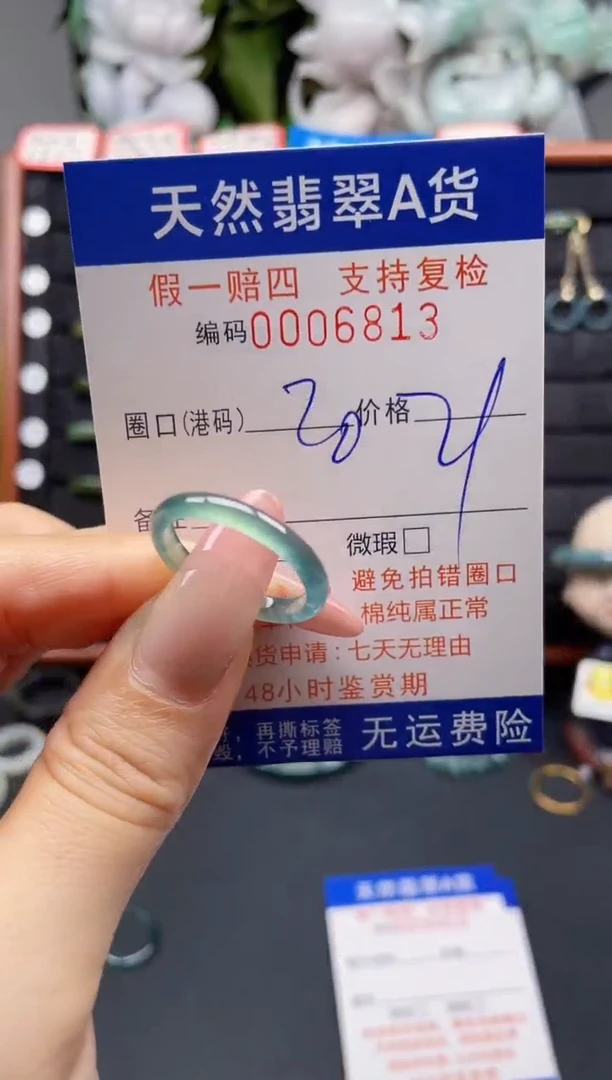 天然翡翠A货
假一赔四 支持复检
编码0006813
圈口(港码) 20 价格
备注
微瑕□
避免拍错圈口
棉纯属正常
货申请:七天无理由
48小时鉴赏期
再撕标签
不予理赔
无运费险